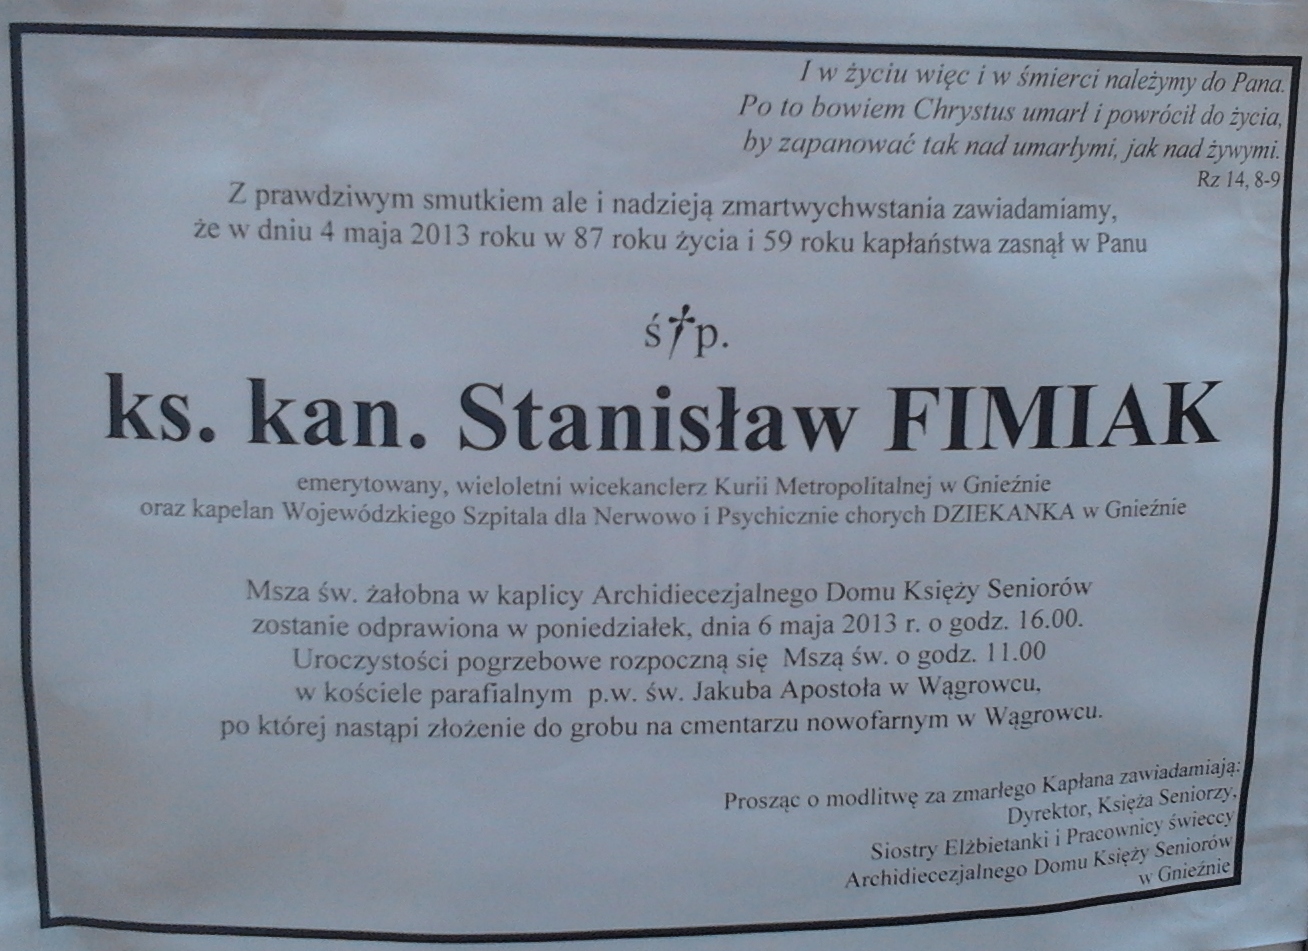 I w życiu więc i w śmierci należymy do Pana.
Po to bowiem Chrystus umarł i powrócił do życia,
by zapanować tak nad umarłymi, jak nad żywymi.
Rz 14, 8-9
Z prawdziwym smutkiem ale i nadzieją zmartwychwstania zawiadamiamy,
że w dniu 4 maja 2013 roku w 87 roku życia i 59 roku kapłaństwa zasnął w Panu
ś†p.
ks. kan. Stanisław FIMIAK
emerytowany, wieloletni wicekanclerz Kurii Metropolitalnej w Gnieźnie
oraz kapelan Wojewódzkiego Szpitala dla Nerwowo i Psychicznie chorych DZIEKANKA w Gnieźnie
Msza św. żałobna w kaplicy Archidiecezjalnego Domu Księży Seniorów
zostanie odprawiona w poniedziałek, dnia 6 maja 2013 r. o godz. 16.00.
Uroczystości pogrzebowe rozpoczną się Mszą św. o godz. 11.00
w kościele parafialnym p.w. św. Jakuba Apostoła w Wągrowcu,
po której nastąpi złożenie do grobu na cmentarzu nowofarnym w Wągrowcu.
Prosząc o modlitwę za zmarłego Kapłana zawiadamiają:
Dyrektor, Księża Seniorzy,
Siostry Elżbietanki i Pracownicy świeccy
Archidiecezjalnego Domu Księży Seniorów
w Gnieźnie